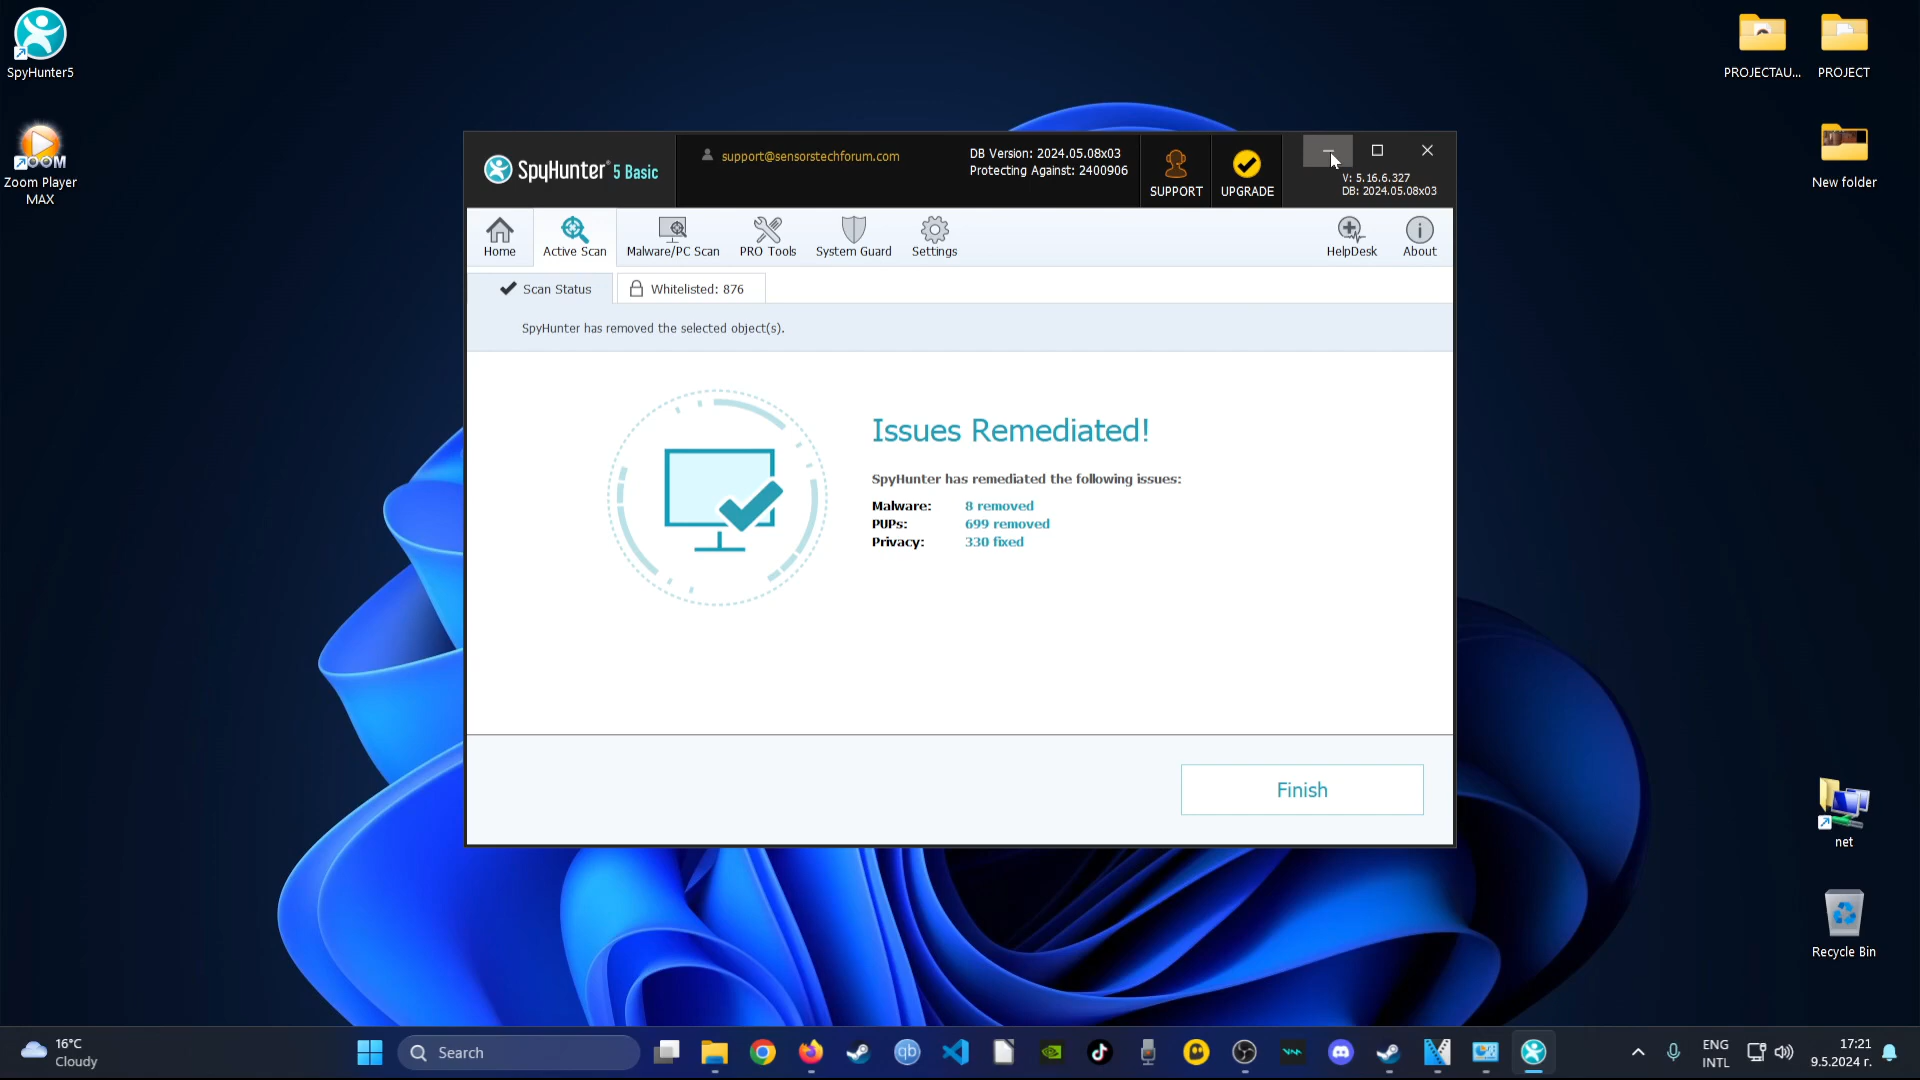 SpyHunter5
Zoom Player
MAX
ZOOM
PROJECTAU...
PROJECT
New folder
net
Recycle Bin
SpyHunter® 5 Basic
support@sensorstechforum.com
DB Version: 2024.05.08x03
Protecting Against: 2400906
SUPPORT
UPGRADE
V: 5.16.6.327
DB: 2024.05.08x03
Home
Active Scan
Malware/PC Scan
PRO Tools
System Guard
Settings
HelpDesk
About
Scan Status
Whitelisted: 876
SpyHunter has removed the selected object(s).
Issues Remediated!
SpyHunter has remediated the following issues:
Malware: 8 removed
PUPs: 699 removed
Privacy: 330 fixed
Finish
16°C
Cloudy
Search
qb
ENG
INTL
17:21
9.5.2024 г.